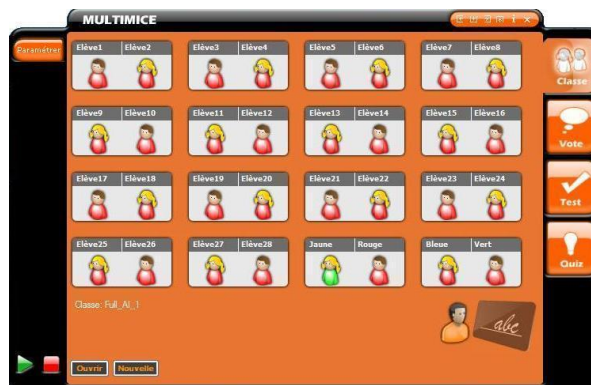 MULTIMICE
Paramétrer
Elève1 Elève2 Elève3 Elève4 Elève5 Elève6 Elève7 Elève8
Classe
Elève9 Elève10 Elève11 Elève12 Elève13 Elève14 Elève15 Elève16
Vote
Elève17 Elève18 Elève19 Elève20 Elève21 Elève22 Elève23 Elève24
Test
Elève25 Elève26 Elève27 Elève28 Jaune Rouge Bleue Vert
Quiz
Classe: Full_Al_1
abc
Ouvrir Nouvelle